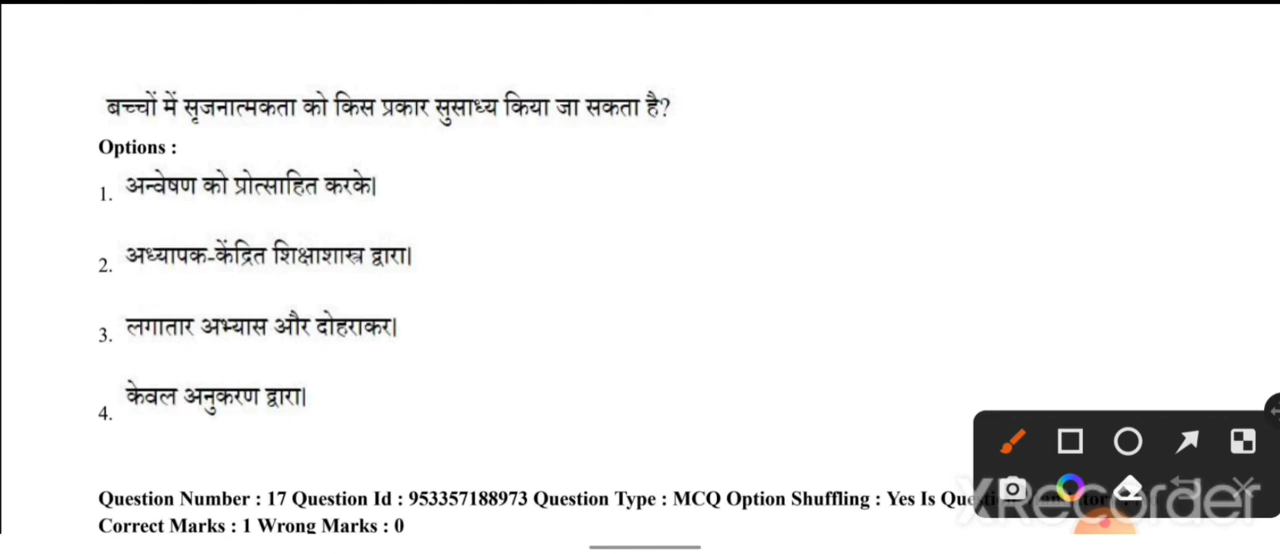 बच्चों में सृजनात्मकता को किस प्रकार सुसाध्य किया जा सकता है?
Options :
1. अन्वेषण को प्रोत्साहित करके।
2. अध्यापक-केंद्रित शिक्षाशास्त्र द्वारा।
3. लगातार अभ्यास और दोहराकर।
4. केवल अनुकरण द्वारा।
Question Number : 17 Question Id : 953357188973 Question Type : MCQ Option Shuffling : Yes Is
Correct Marks : 1 Wrong Marks : 0
XRecorder